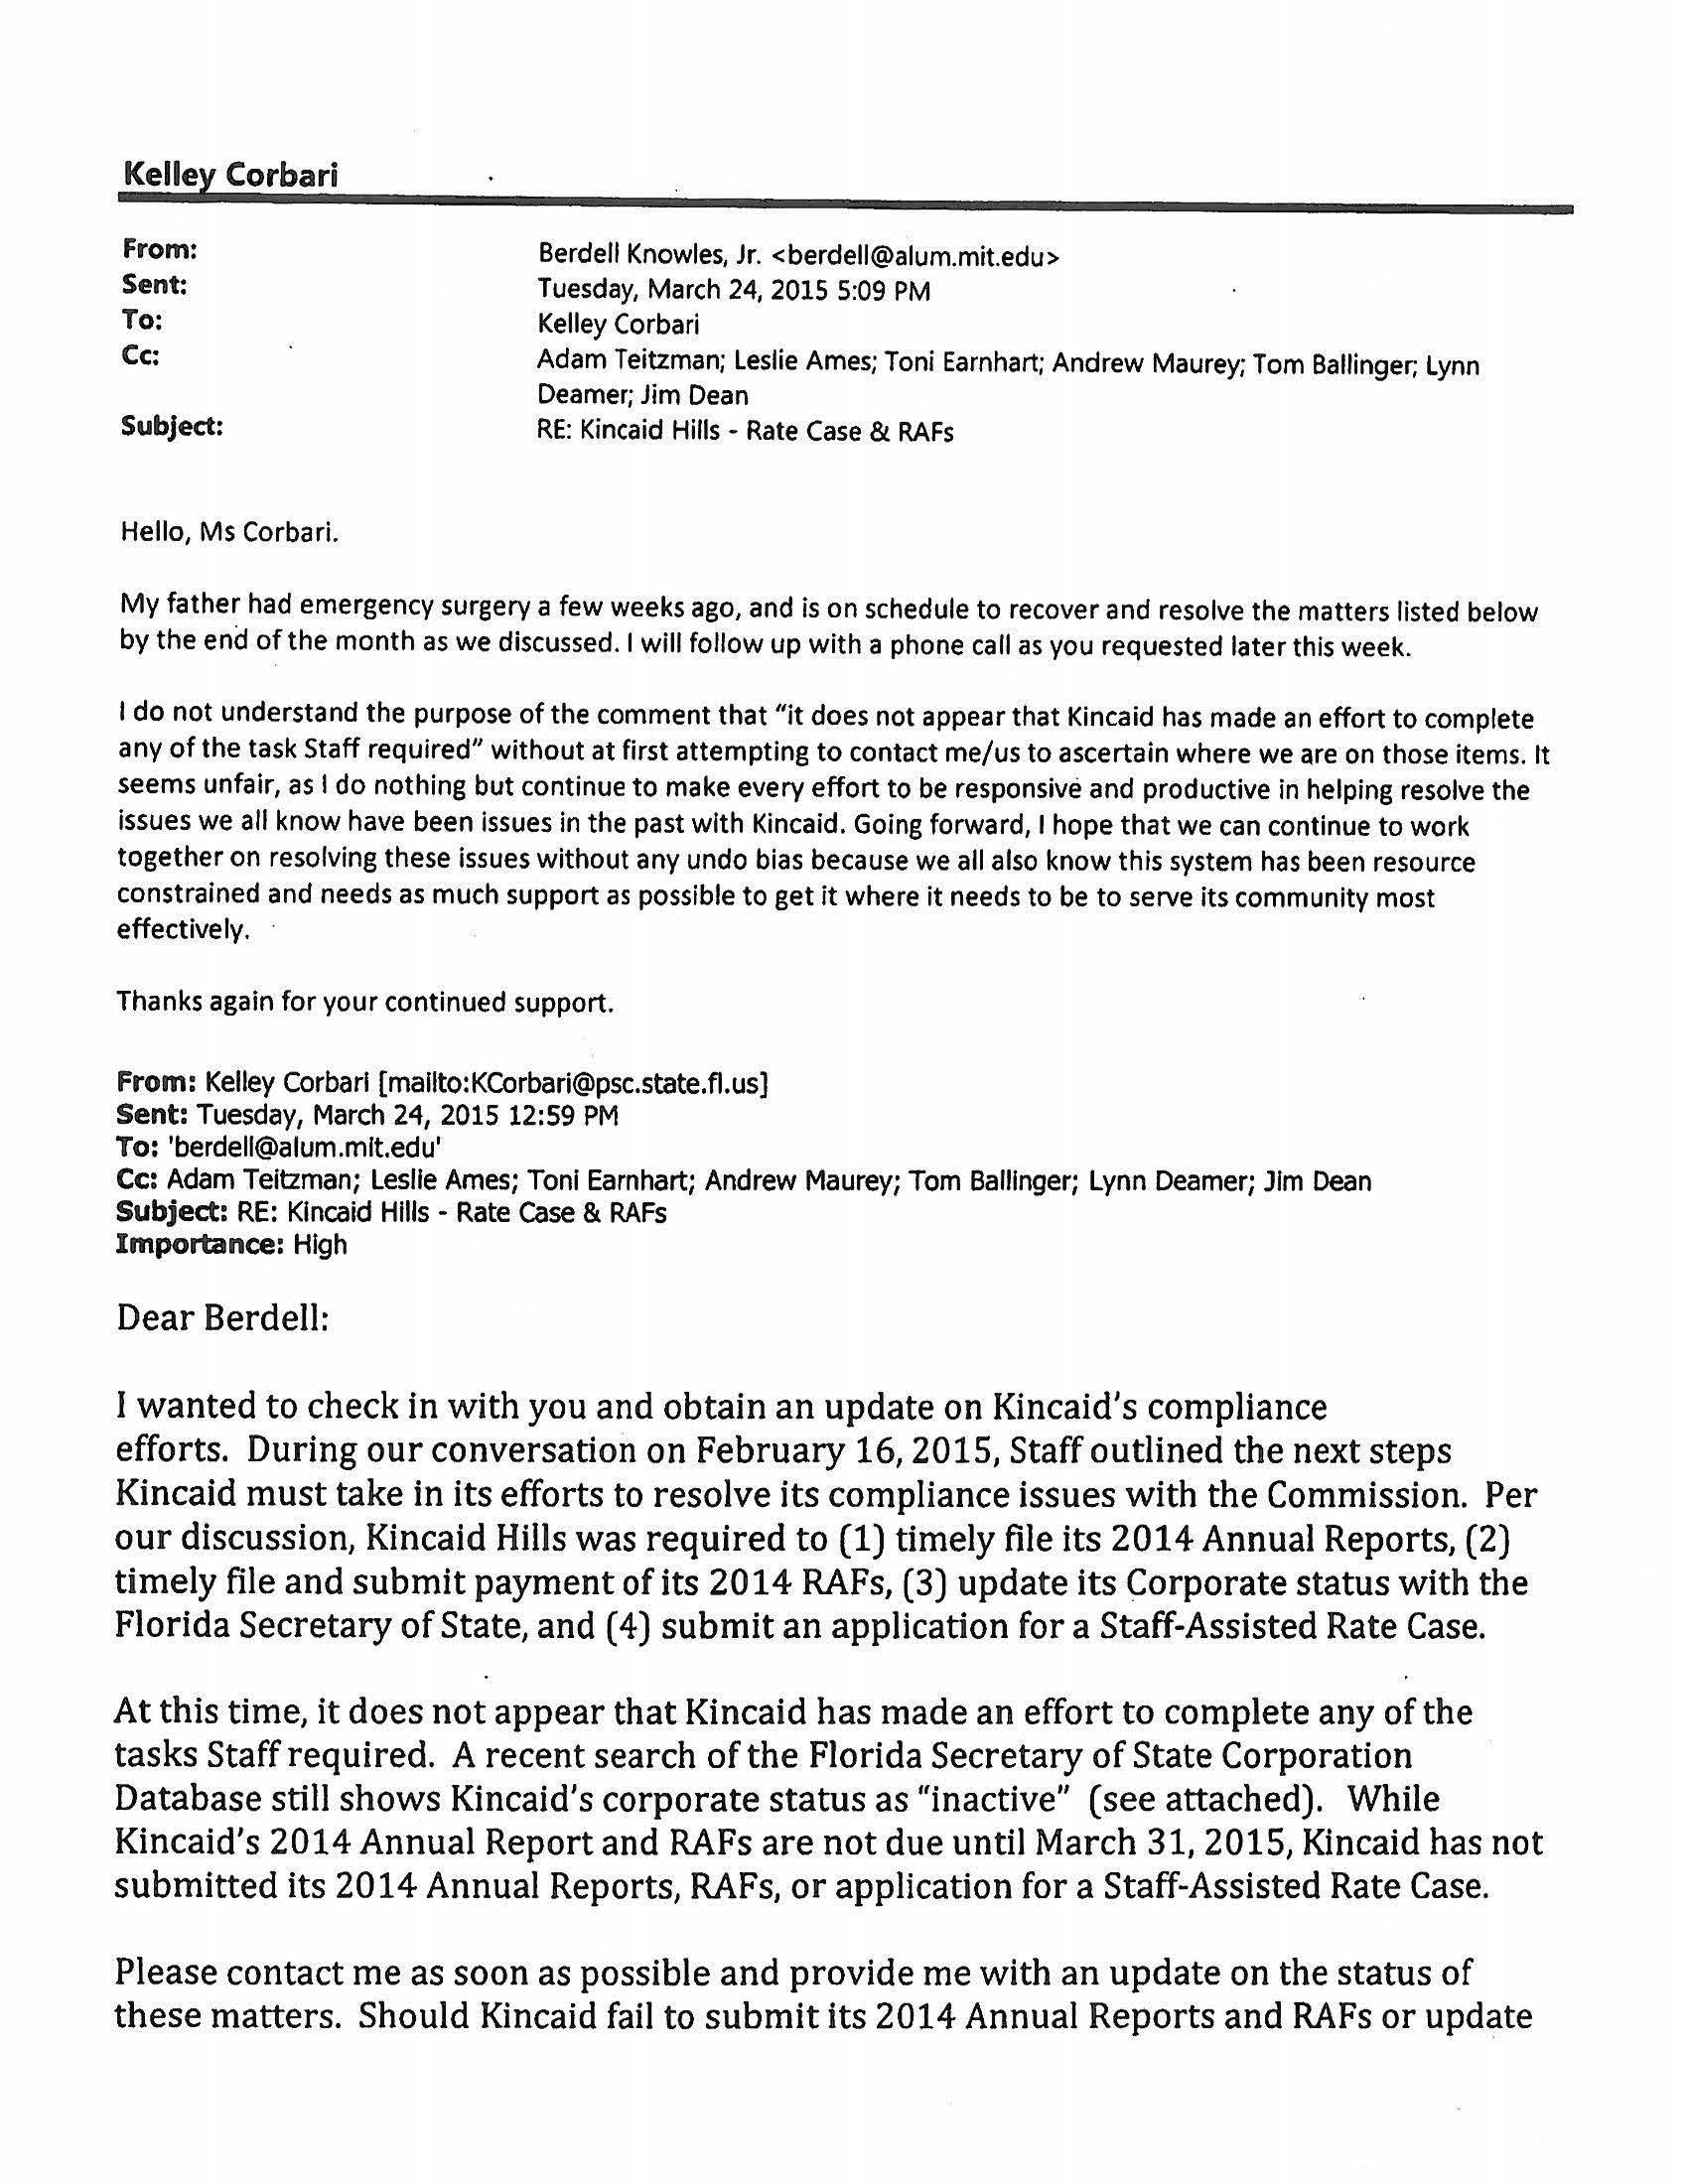 Kelley Corbari
From: Berdell Knowles, Jr. <berdell@alum.mit.edu>
Sent: Tuesday, March 24, 2015 5:09 PM
To: Kelley Corbari
Cc: Adam Teitzman; Leslie Ames; Toni Earnhart; Andrew Maurey; Tom Ballinger; Lynn
Deamer; Jim Dean
Subject: RE: Kincaid Hills - Rate Case & RAFs
Hello, Ms Corbari.
My father had emergency surgery a few weeks ago, and is on schedule to recover and resolve the matters listed below
by the end of the month as we discussed. I will follow up with a phone call as you requested later this week.
I do not understand the purpose of the comment that "it does not appear that Kincaid has made an effort to complete
any of the task Staff required" without at first attempting to contact me/us to ascertain where we are on those items. It
seems unfair, as I do nothing but continue to make every effort to be responsive and productive in helping resolve the
issues we all know have been issues in the past with Kincaid. Going forward, I hope that we can continue to work
together on resolving these issues without any undo bias because we all also know this system has been resource
constrained and needs as much support as possible to get it where it needs to be to serve its community most
effectively.
Thanks again for your continued support.
From: Kelley Corbari [mailto:KCorbari@psc.state.fl.us]
Sent: Tuesday, March 24, 2015 12:59 PM
To: 'berdell@alum.mit.edu'
Cc: Adam Teitzman; Leslie Ames; Toni Earnhart; Andrew Maurey; Tom Ballinger; Lynn Deamer; Jim Dean
Subject: RE: Kincaid Hills - Rate Case & RAFs
Importance: High
Dear Berdell:
I wanted to check in with you and obtain an update on Kincaid's compliance
efforts. During our conversation on February 16, 2015, Staff outlined the next steps
Kincaid must take in its efforts to resolve its compliance issues with the Commission. Per
our discussion, Kincaid Hills was required to (1) timely file its 2014 Annual Reports, (2)
timely file and submit payment of its 2014 RAFs, (3) update its Corporate status with the
Florida Secretary of State, and (4) submit an application for a Staff-Assisted Rate Case.
At this time, it does not appear that Kincaid has made an effort to complete any of the
tasks Staff required. A recent search of the Florida Secretary of State Corporation
Database still shows Kincaid's corporate status as "inactive" (see attached). While
Kincaid's 2014 Annual Report and RAFs are not due until March 31, 2015, Kincaid has not
submitted its 2014 Annual Reports, RAFs, or application for a Staff-Assisted Rate Case.
Please contact me as soon as possible and provide me with an update on the status of
these matters. Should Kincaid fail to submit its 2014 Annual Reports and RAFs or update